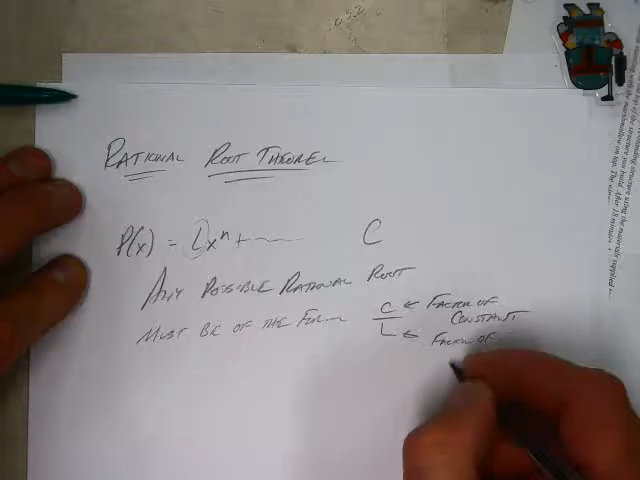 RATIONAL ROOT THEOREM
P(x) = Lxⁿ + C
ANY POSSIBLE RATIONAL ROOT
MUST BE OF THE FORM C/L ← FACTOR OF CONSTANT
← FACTOR OF